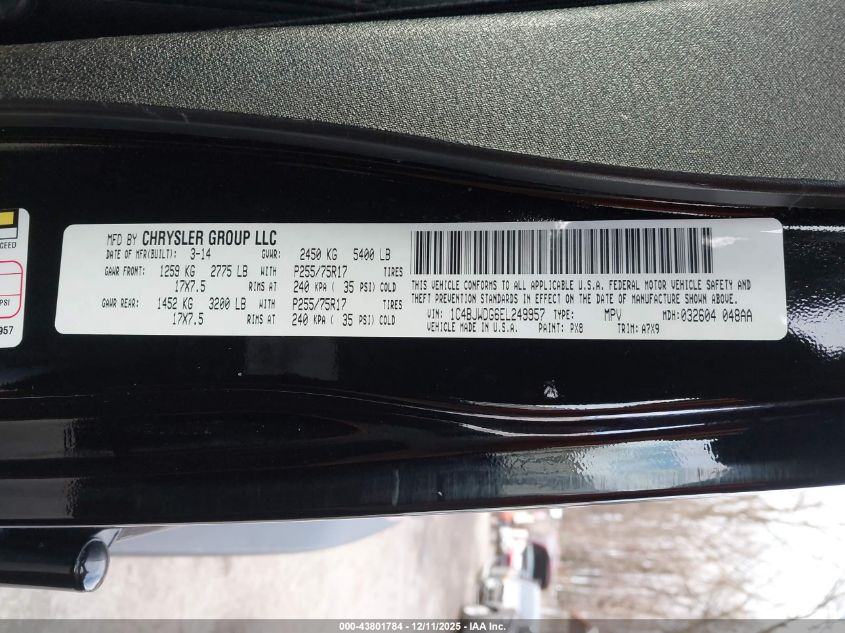 CEED
PSI
957
MFD BY CHRYSLER GROUP LLC
DATE OF MFR(BUILT): 3-14 GVWR: 2450 KG 5400 LB
GAWR FRONT: 1259 KG 2775 LB WITH P255/75R17 TIRES
17X7.5 RIMS AT 240 KPA ( 35 PSI) COLD
GAWR REAR: 1452 KG 3200 LB WITH P255/75R17 TIRES
17X7.5 RIMS AT 240 KPA ( 35 PSI) COLD
THIS VEHICLE CONFORMS TO ALL APPLICABLE U.S.A. FEDERAL MOTOR VEHICLE SAFETY AND
THEFT PREVENTION STANDARDS IN EFFECT ON THE DATE OF MANUFACTURE SHOWN ABOVE.
VIN: 1C4BJWDG6EL249957 TYPE: MPV MDH: 032604 048AA
VEHICLE MADE IN U.S.A. PAINT: PX8 TRIM: A7X9
000-43801784 - 12/11/2025 - IAA Inc.